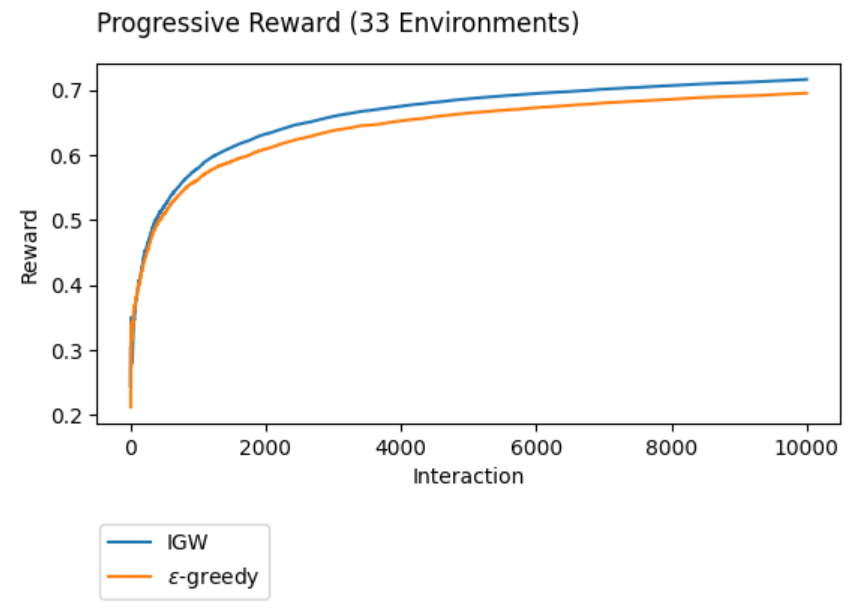 Progressive Reward (33 Environments)
0.7
0.6
0.5
0.4
0.3
0.2
Reward
0 2000 4000 6000 8000 10000
Interaction
IGW
ε-greedy